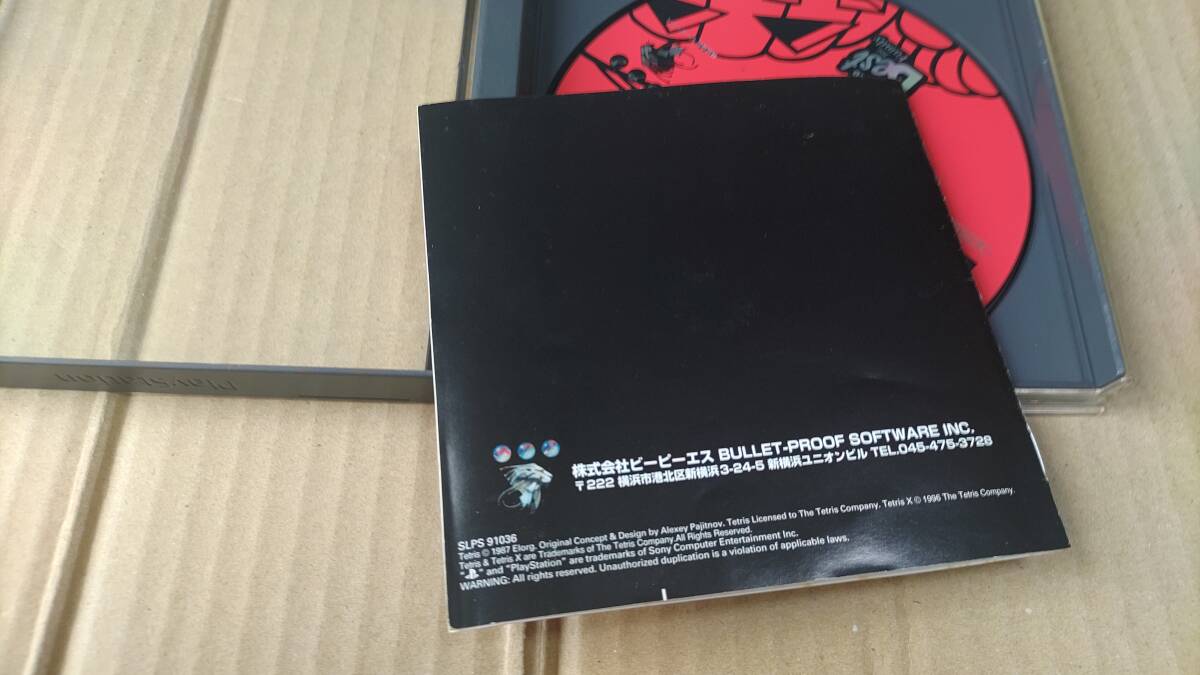 Best
PlayStation
株式会社ビーピーエス BULLET-PROOF SOFTWARE INC.
〒222 横浜市港北区新横浜3-24-5 新横浜ユニオンビル TEL.045-475-3728
SLPS 91036
Tetris © 1987 Elorg. Original Concept & Design by Alexey Pajitnov. Tetris Licensed to The Tetris Company. Tetris X © 1996 The Tetris Company.
Tetris & Tetris X are Trademarks of The Tetris Company.All Rights Reserved.
" " and "PlayStation" are trademarks of Sony Computer Entertainment Inc.
WARNING: All rights reserved. Unauthorized duplication is a violation of applicable laws.